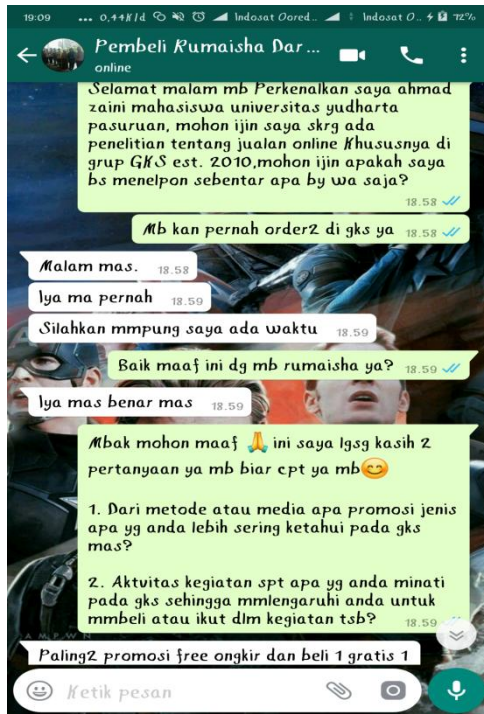 19:09 ... 0,44K/d Indosat Oored.. Indosat O.. 72%
Pembeli Rumaisha Dar...
online
Selamat malam mb Perkenalkan saya ahmad
zaini mahasiswa universitas yudharta
pasuruan, mohon ijin saya skrg ada
penelitian tentang jualan online Khususnya di
grup GKS est. 2010,mohon ijin apakah saya
bs menelpon sebentar apa by wa saja?
18.58
Mb kan pernah order2 di gks ya 18.58
Malam mas. 18.58
Iya ma pernah 18.59
Silahkan mmpung saya ada waktu 18.59
Baik maaf ini dg mb rumaisha ya? 18.59
Iya mas benar mas 18.59
Mbak mohon maaf 🙏 ini saya lgsg kasih 2
pertanyaan ya mb biar cpt ya mb😊
1. Dari metode atau media apa promosi jenis
apa yg anda lebih sering ketahui pada gks
mas?
2. Aktvitas kegiatan spt apa yg anda minati
pada gks sehingga mmlengaruhi anda untuk
mmbeli atau ikut dlm kegiatan tsb? 18.59
Paling2 promosi free ongkir dan beli 1 gratis 1
Ketik pesan